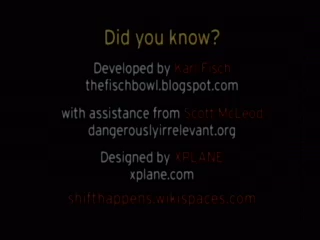 Did you know?
Developed by Karl Fisch
thefischbowl.blogspot.com
with assistance from Scott McLeod
dangerouslyirrelevant.org
Designed by XPLANE
xplane.com
shifthappens.wikispaces.com